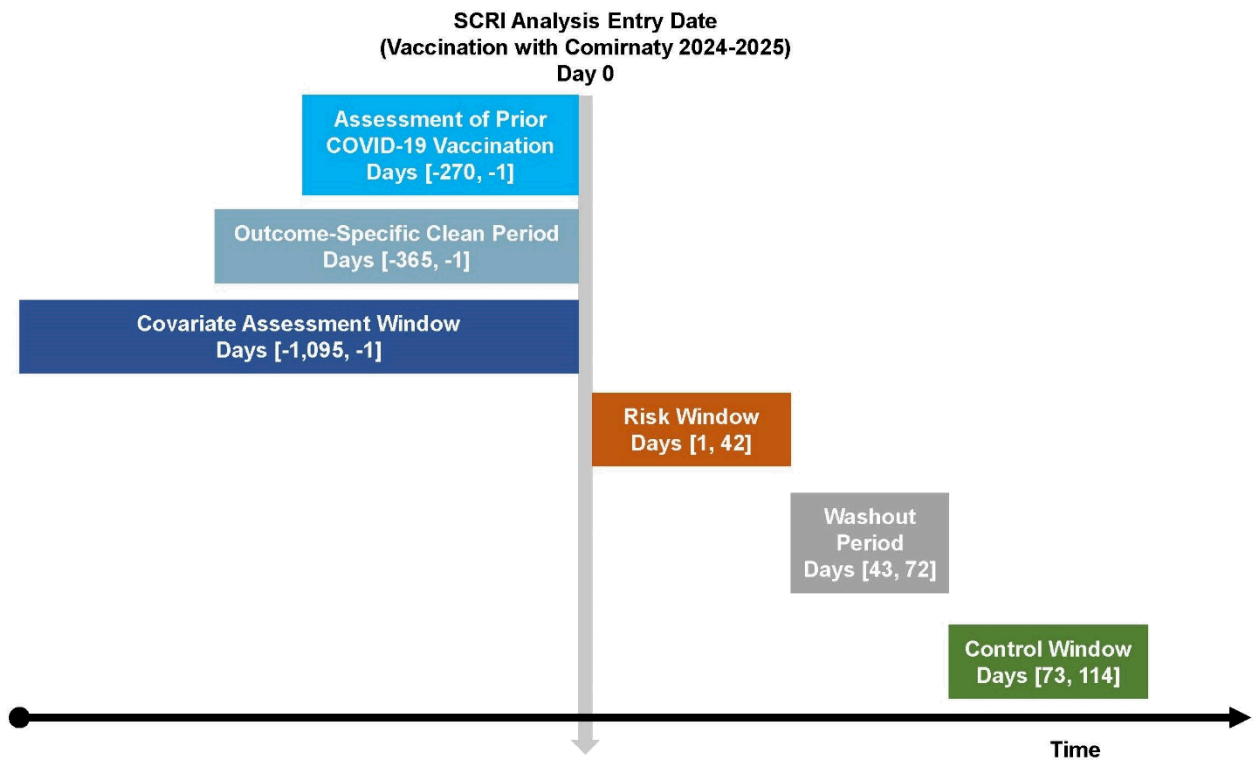 SCRI Analysis Entry Date
(Vaccination with Comirnaty 2024-2025)
Day 0
Assessment of Prior
COVID-19 Vaccination
Days [-270, -1]
Outcome-Specific Clean Period
Days [-365, -1]
Covariate Assessment Window
Days [-1,095, -1]
Risk Window
Days [1, 42]
Washout
Period
Days [43, 72]
Control Window
Days [73, 114]
Time